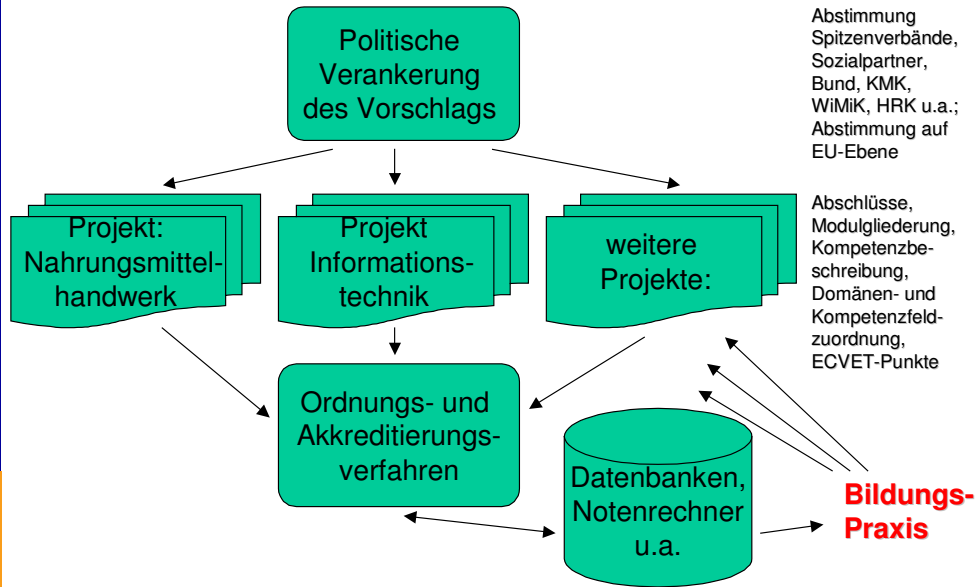 Politische
Verankerung
des Vorschlags
Abstimmung
Spitzenverbände,
Sozialpartner,
Bund, KMK,
WiMiK, HRK u.a.;
Abstimmung auf
EU-Ebene
Projekt:
Nahrungsmittel-
handwerk
Projekt
Informations-
technik
weitere
Projekte:
Abschlüsse,
Modulgliederung,
Kompetenzbe-
schreibung,
Domänen- und
Kompetenzfeld-
zuordnung,
ECVET-Punkte
Ordnungs- und
Akkreditierungs-
verfahren
Datenbanken,
Notenrechner
u.a.
Bildungs-
Praxis